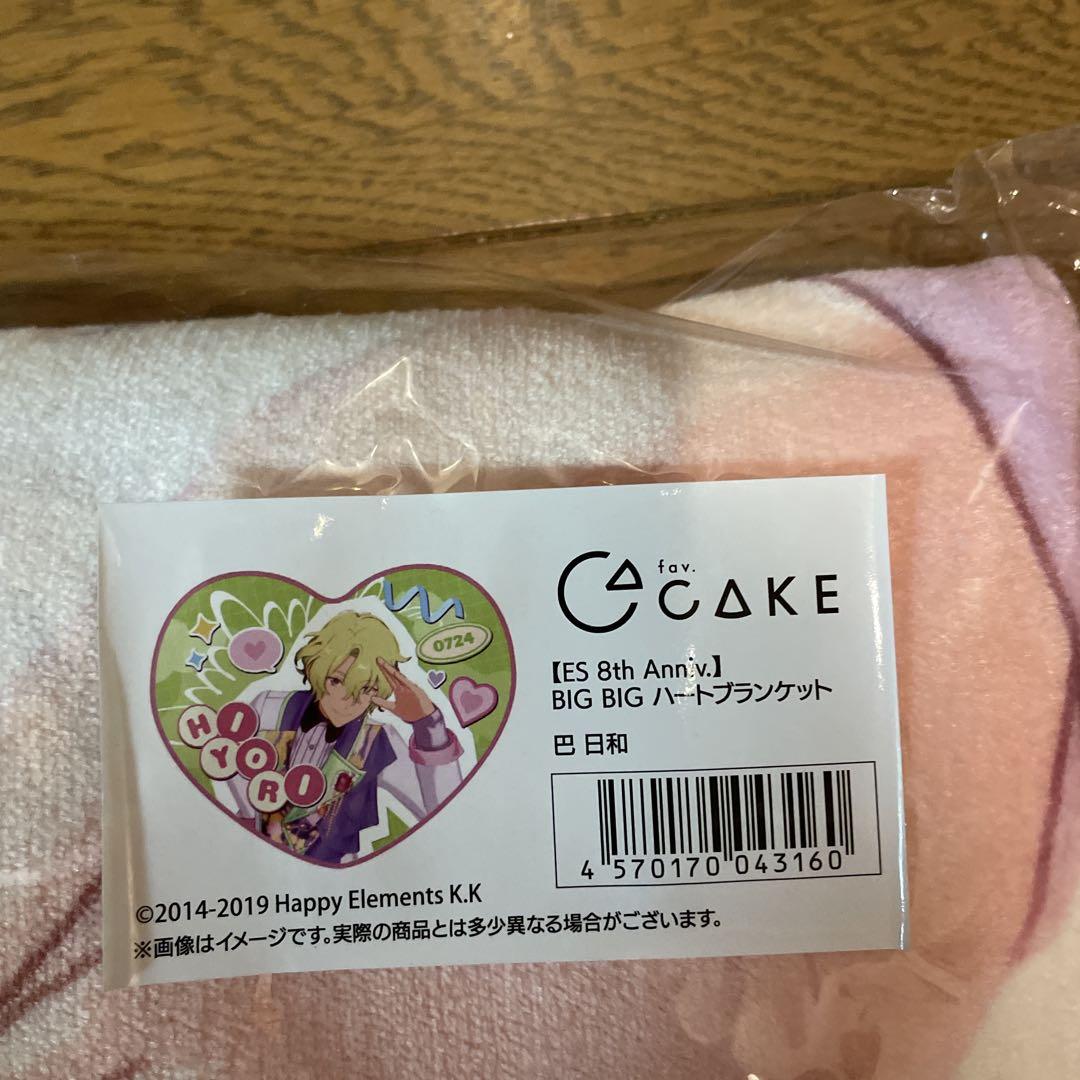 fav.
CAKE
【ES 8th Anniv.】
BIG BIG ハートブランケット
巴 日和
4 570170 043160
0724
HIYORI
©2014-2019 Happy Elements K.K
※画像はイメージです。実際の商品とは多少異なる場合がございます。